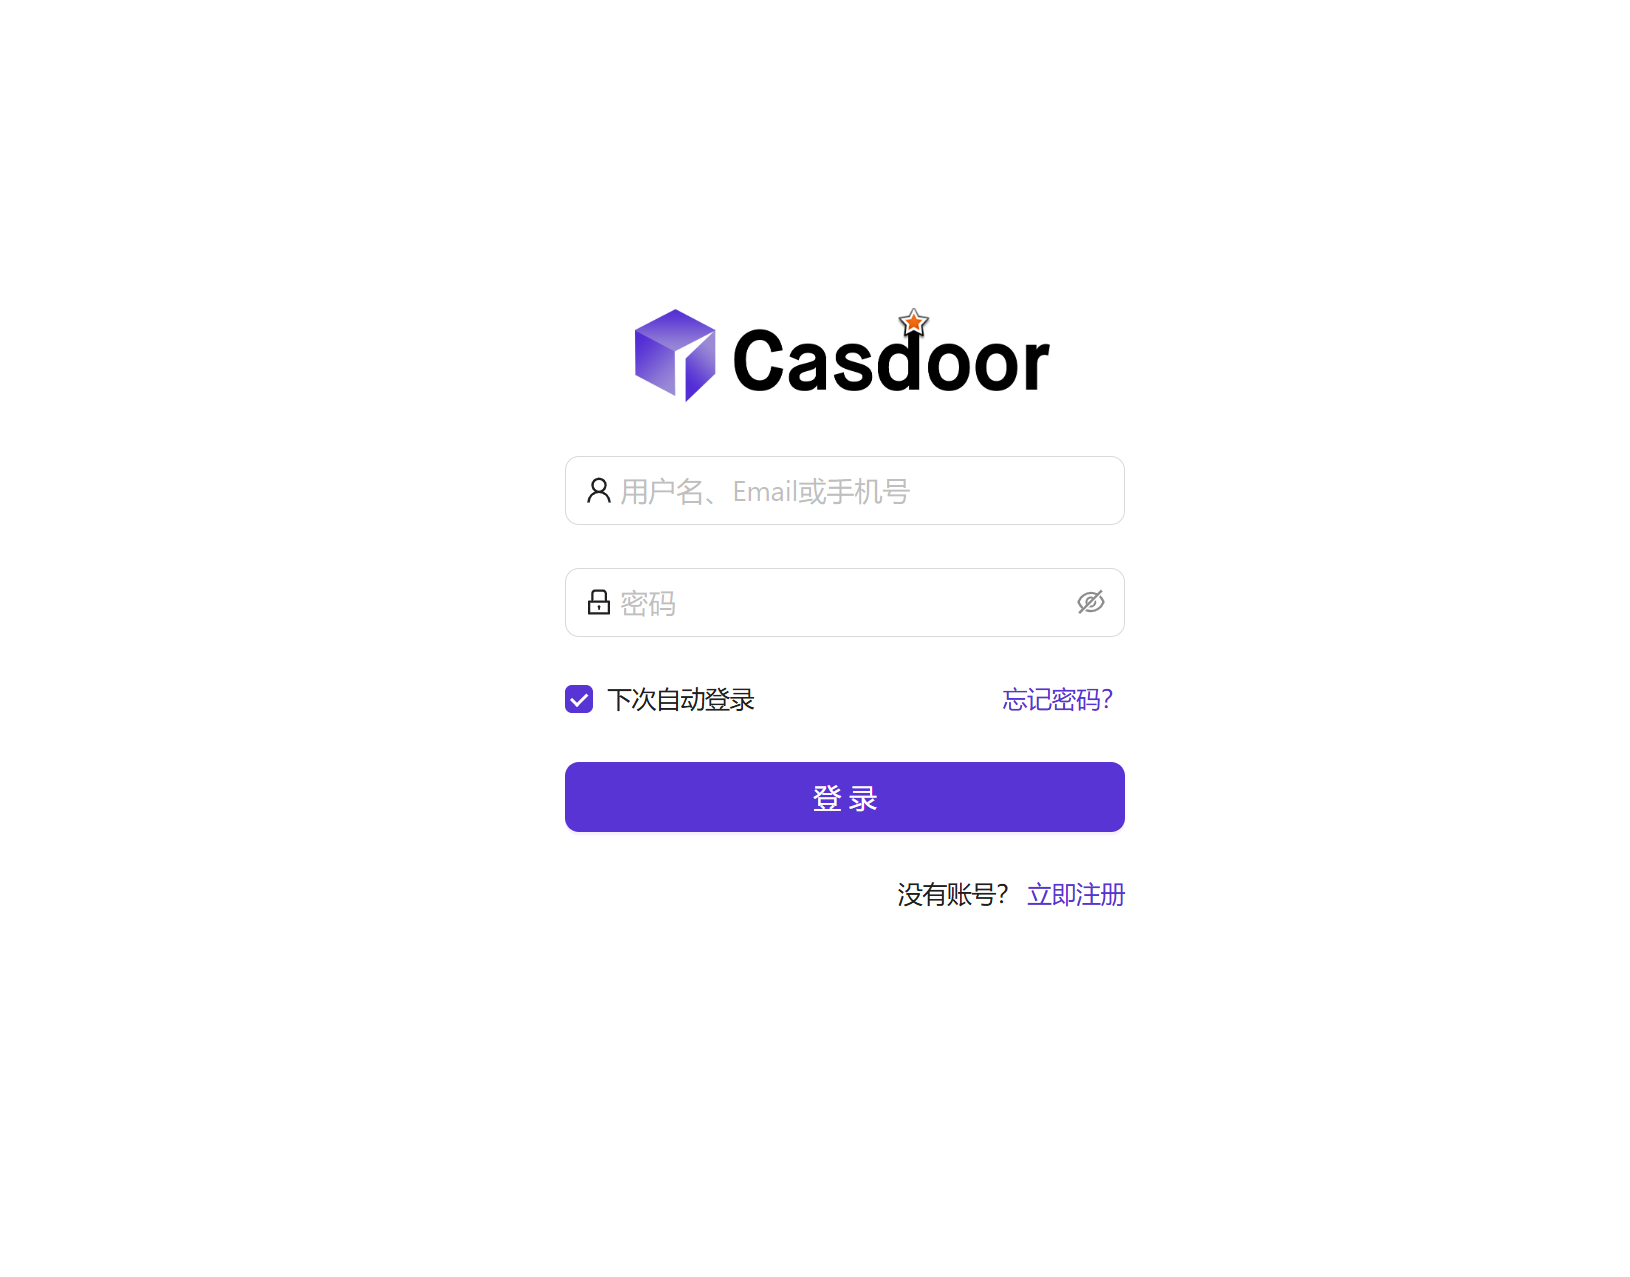 Casdoor
用户名、Email或手机号
密码
下次自动登录 忘记密码?
登 录
没有账号? 立即注册